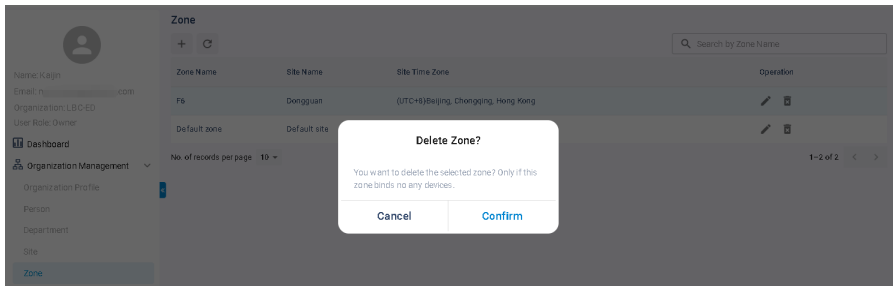 Zone
Search by Zone Name
Name: Kaijin
Email: n com
Organization: LBC-ED
User Role: Owner
Zone Name Site Name Site Time Zone Operation
F6 Dongguan (UTC+8)Beijing, Chongqing, Hong Kong
Default zone Default site
No. of records per page 10
1-2 of 2
Dashboard
Organization Management
Organization Profile
Person
Department
Site
Zone
Delete Zone?
You want to delete the selected zone? Only if this
zone binds no any devices.
Cancel Confirm